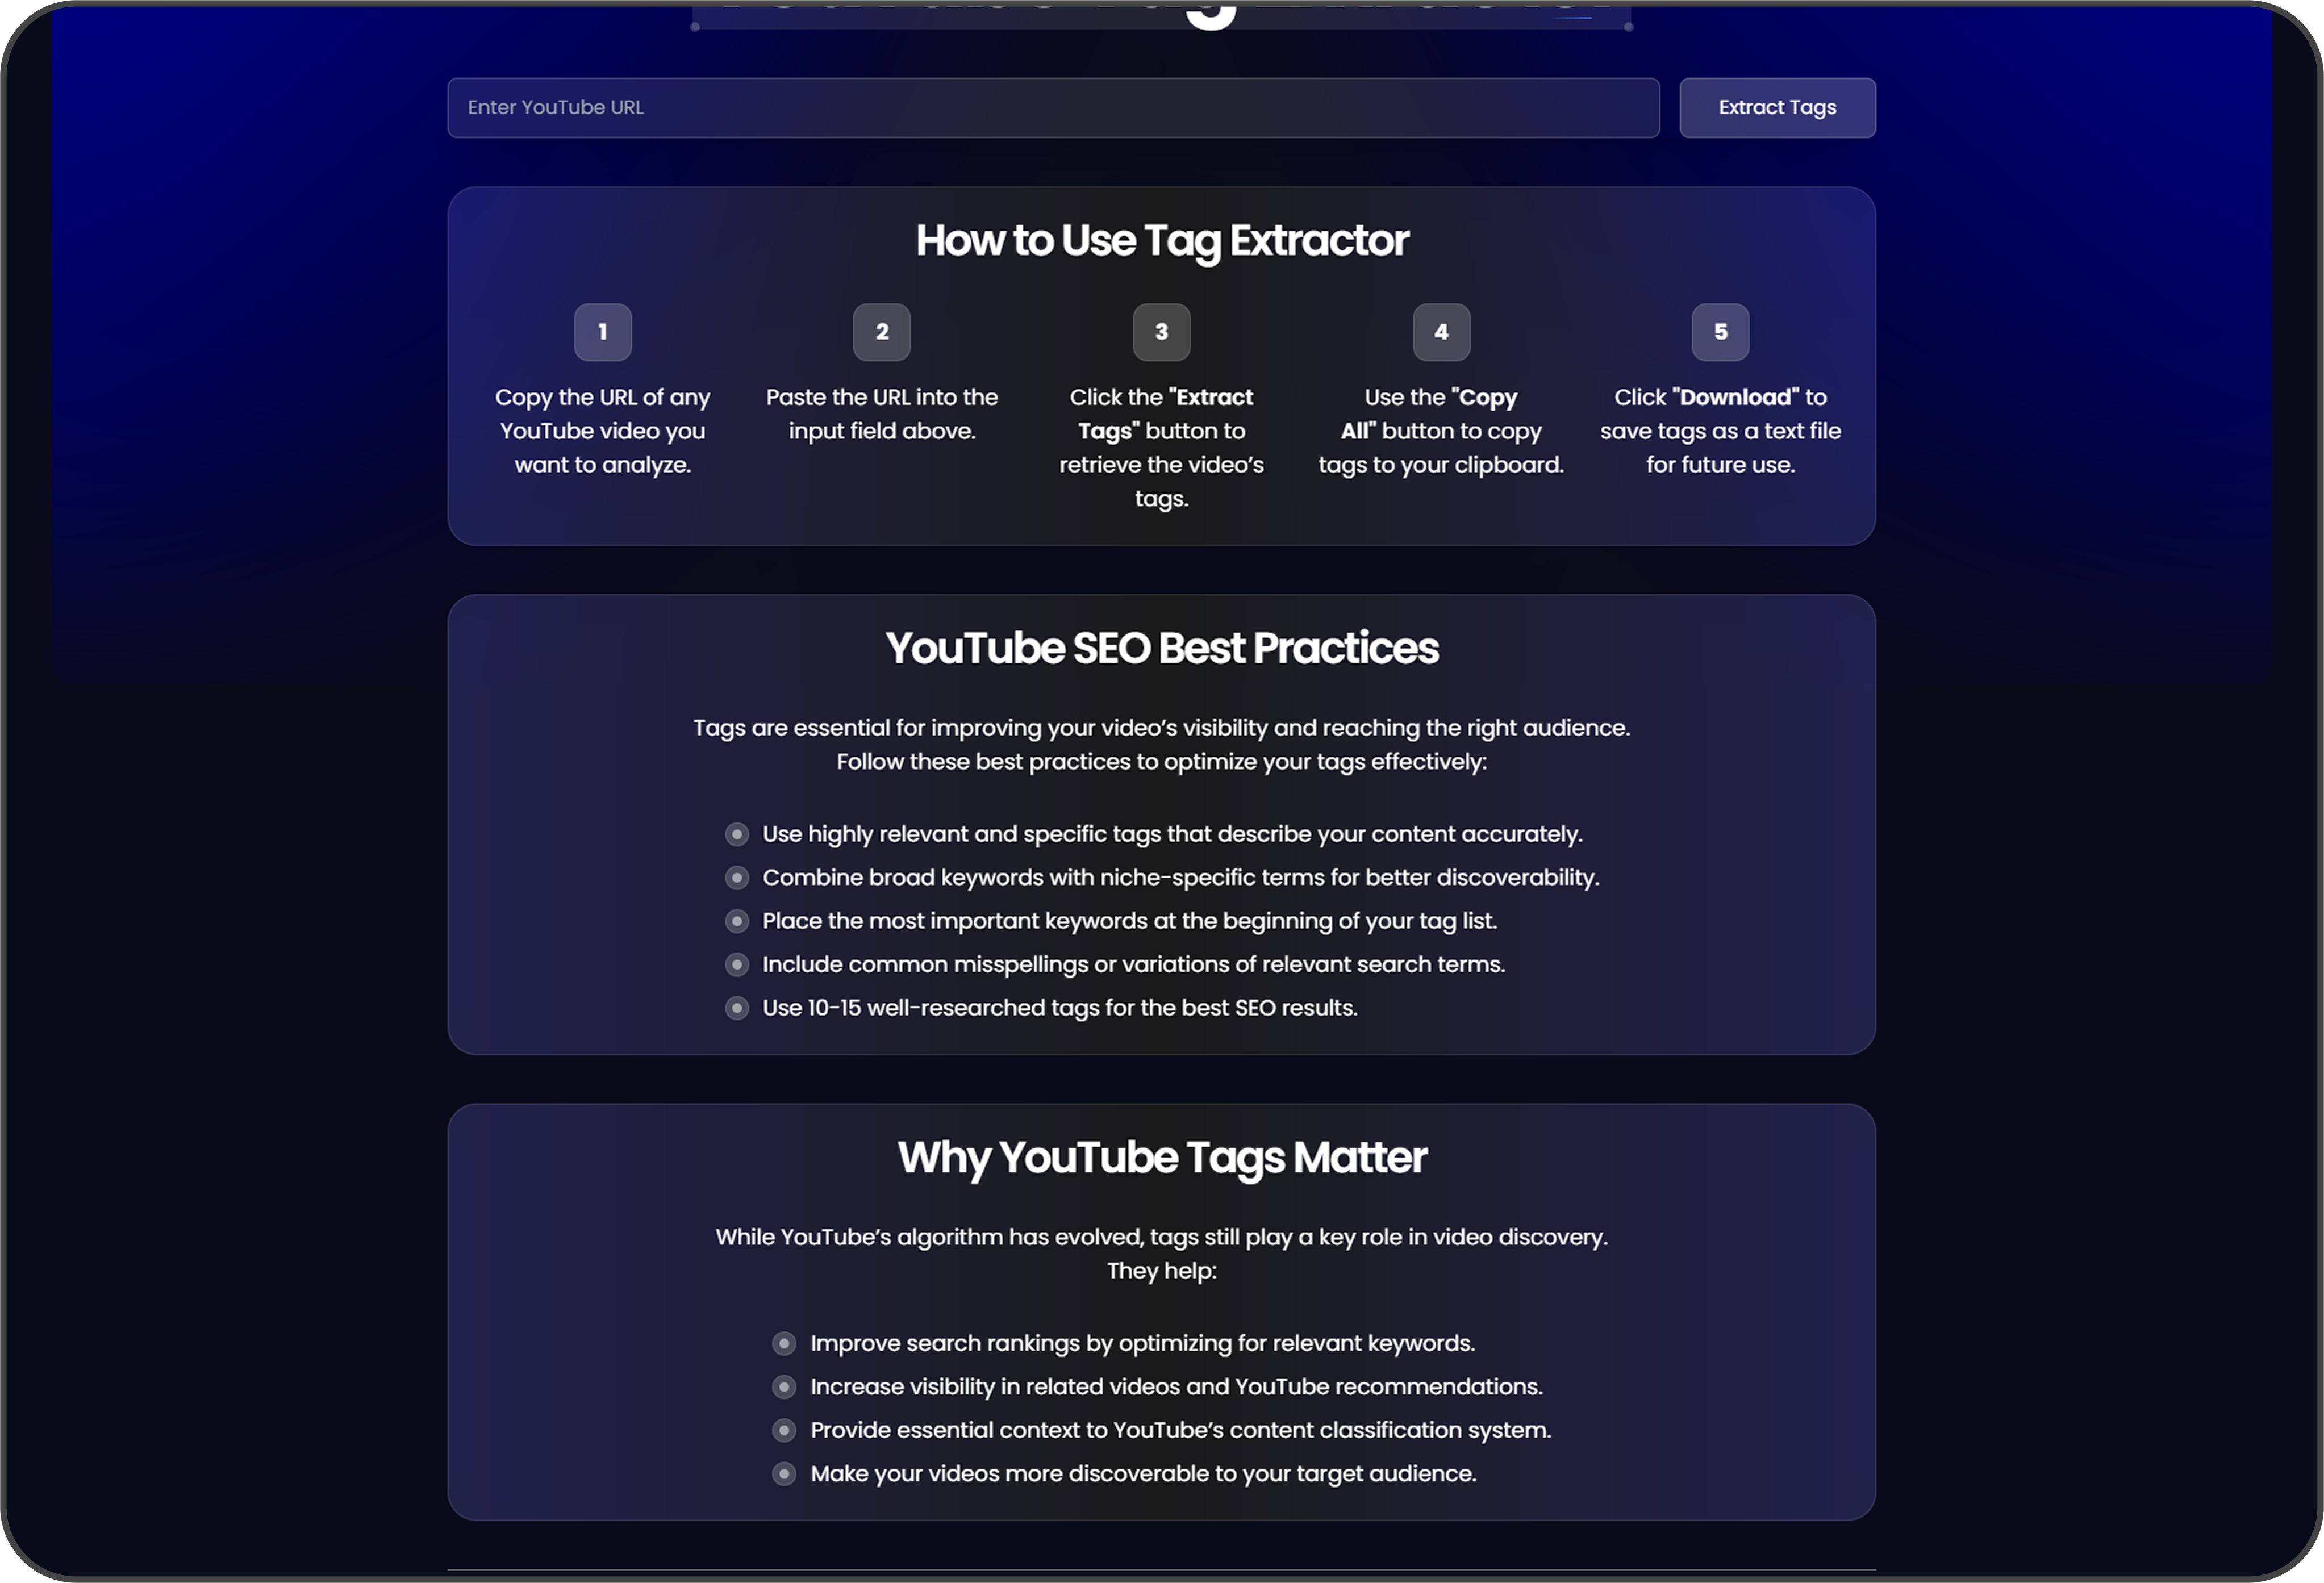 Enter YouTube URL
Extract Tags
How to Use Tag Extractor
1
Copy the URL of any
YouTube video you
want to analyze.
2
Paste the URL into the
input field above.
3
Click the "Extract
Tags" button to
retrieve the video’s
tags.
4
Use the "Copy
All" button to copy
tags to your clipboard.
5
Click "Download" to
save tags as a text file
for future use.
YouTube SEO Best Practices
Tags are essential for improving your video’s visibility and reaching the right audience.
Follow these best practices to optimize your tags effectively:
Use highly relevant and specific tags that describe your content accurately.
Combine broad keywords with niche-specific terms for better discoverability.
Place the most important keywords at the beginning of your tag list.
Include common misspellings or variations of relevant search terms.
Use 10-15 well-researched tags for the best SEO results.
Why YouTube Tags Matter
While YouTube’s algorithm has evolved, tags still play a key role in video discovery.
They help:
Improve search rankings by optimizing for relevant keywords.
Increase visibility in related videos and YouTube recommendations.
Provide essential context to YouTube’s content classification system.
Make your videos more discoverable to your target audience.